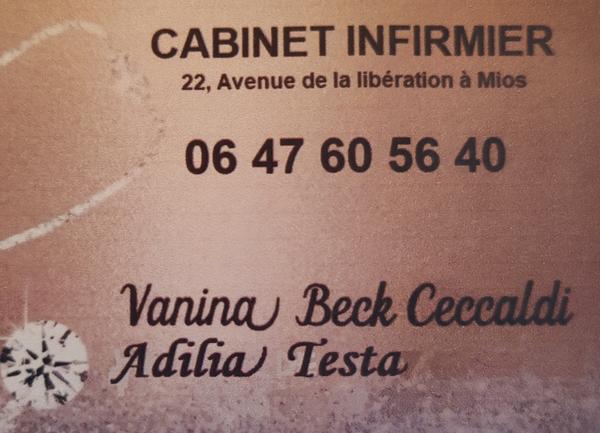 CABINET INFIRMIER
22, Avenue de la libération à Mios
06 47 60 56 40
Vanina Beck Ceccaldi
Adilia Testa